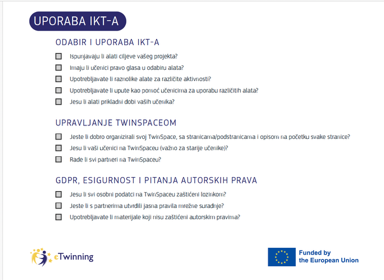 UPORABA IKT-A
ODABIR I UPORABA IKT-A
Ispunjavaju li alati ciljeve vašeg projekta?
Imaju li učenici pravo glasa u odabiru alata?
Upotrebljavate li raznolike alate za različite aktivnosti?
Upotrebljavate li upute kao pomoć učenicima za uporabu različitih alata?
Jesu li alati prikladni dobi vaših učenika?
UPRAVLJANJE TWINSPACEOM
Jeste li dobro organizirali svoj TwinSpace, sa stranicama/podstranicama i opisom na početku svake stranice?
Jesu li vaši učenici na TwinSpaceu (važno za starije učenike)?
Rade li svi partneri na TwinSpaceu?
GDPR, ESIGURNOST I PITANJA AUTORSKIH PRAVA
Jesu li svi osobni podatci na TwinSpaceu zaštićeni lozinkom?
Jeste li s partnerima utvrdili jasna pravila mrežne suradnje?
Upotrebljavate li materijale koji nisu zaštićeni autorskim pravima?
eTwinning
Funded by
the European Union